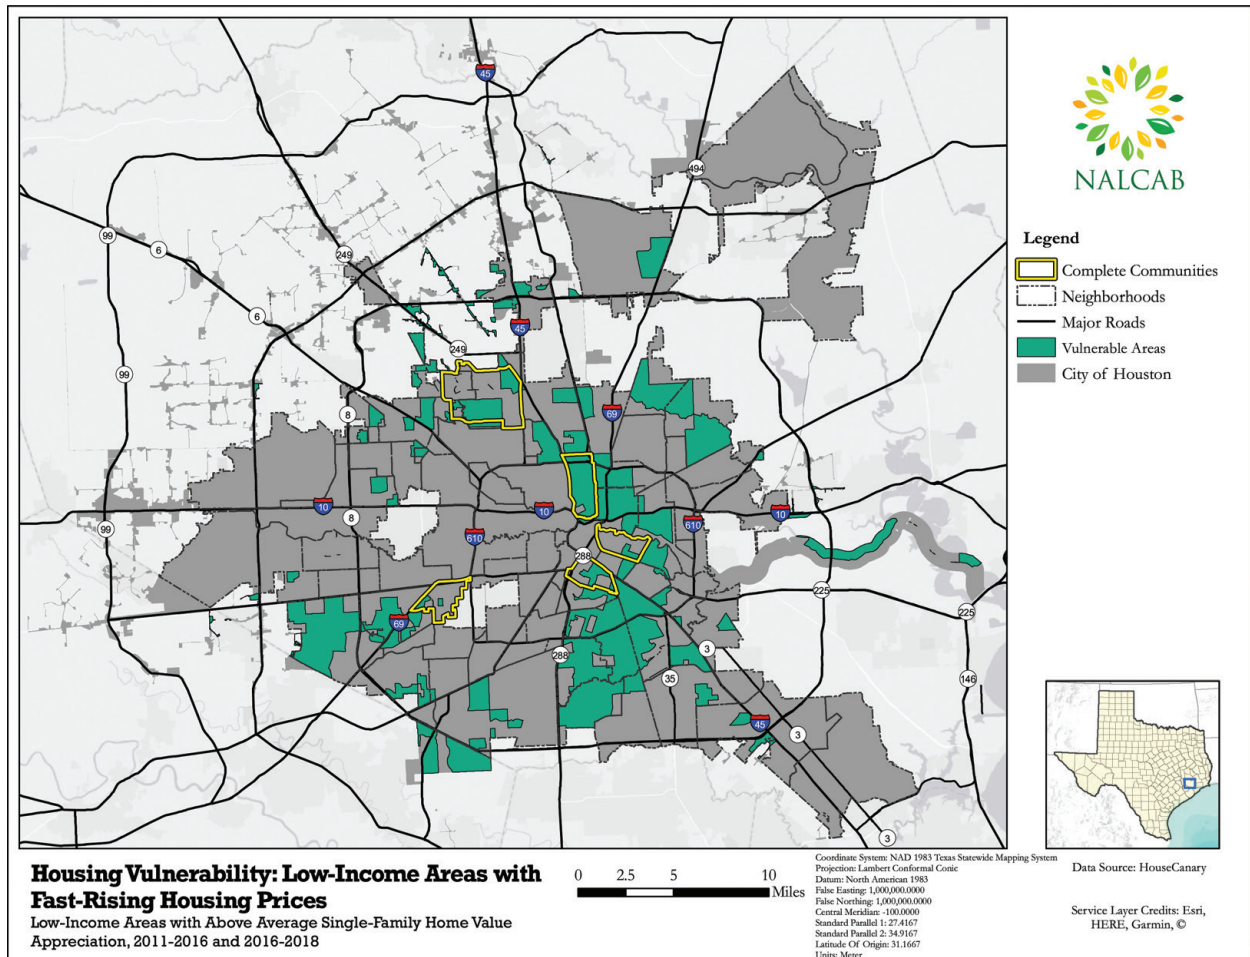 45
494
99
6
249
6
45
249
99
8
69
10
8
10
610
10
99
610
288
225
225
69
3
288
35
146
45
3
3
NALCAB
Legend
Complete Communities
Neighborhoods
Major Roads
Vulnerable Areas
City of Houston
Housing Vulnerability: Low-Income Areas with
Fast-Rising Housing Prices
Low-Income Areas with Above Average Single-Family Home Value
Appreciation, 2011-2016 and 2016-2018
0 2.5 5 10
Miles
Coordinate System: NAD 1983 Texas Statewide Mapping System
Projection: Lambert Conformal Conic
Datum: North American 1983
False Easting: 1,000,000.0000
False Northing: 1,000,000.0000
Central Meridian: -100.0000
Standard Parallel 1: 27.4167
Standard Parallel 2: 34.9167
Latitude Of Origin: 31.1667
Units: Meter
Data Source: HouseCanary
Service Layer Credits: Esri,
HERE, Garmin, ©